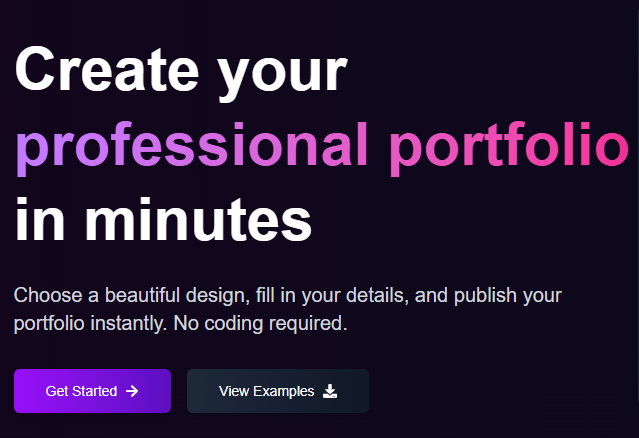 Create your
professional portfolio
in minutes
Choose a beautiful design, fill in your details, and publish your
portfolio instantly. No coding required.
Get Started
View Examples